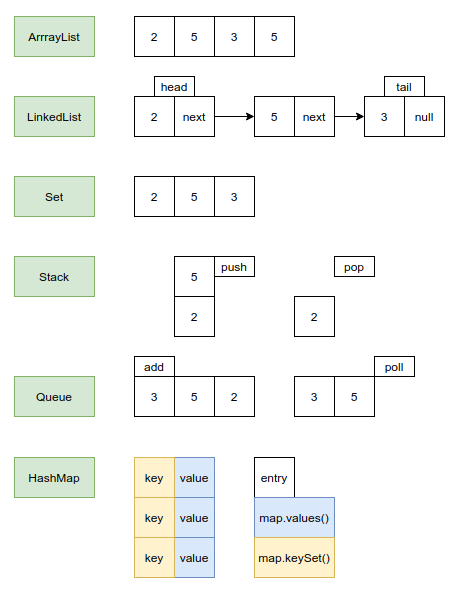 ArrrayList 2 5 3 5
head tail
LinkedList 2 next 5 next 3 null
Set 2 5 3
push pop
Stack 5
2 2
add poll
Queue 3 5 2 3 5
HashMap key value entry
key value map.values()
key value map.keySet()